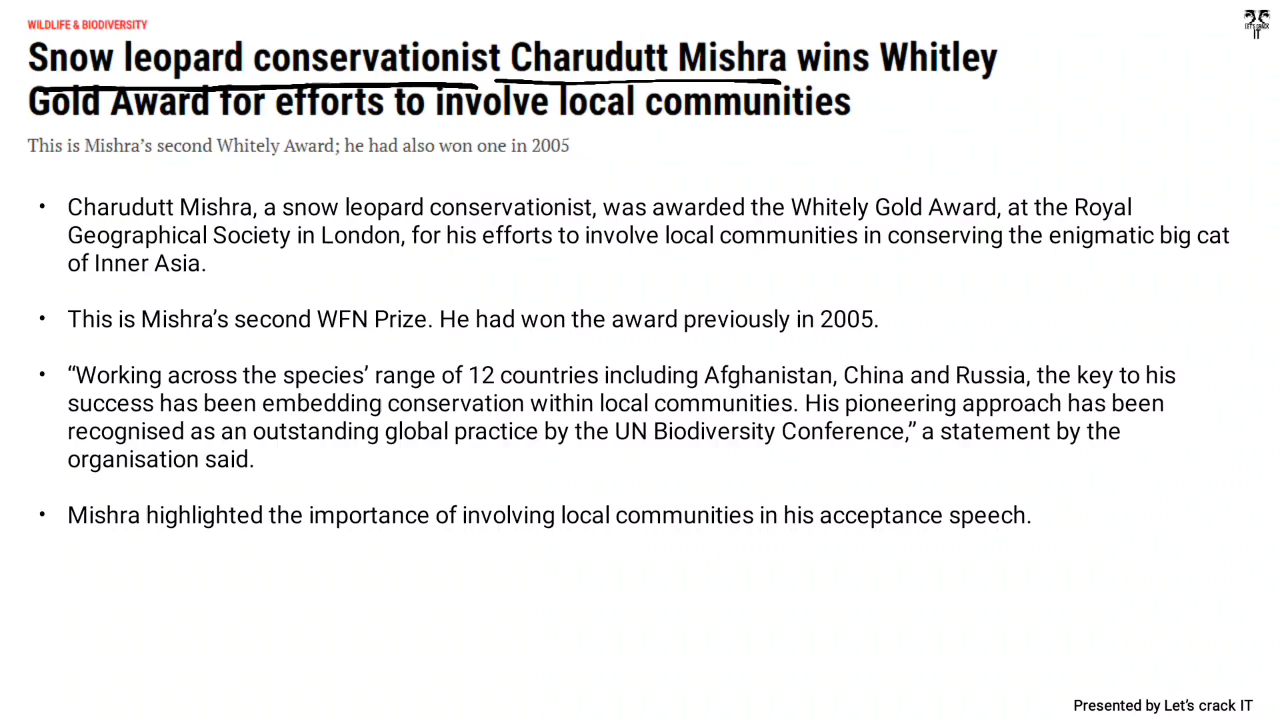 WILDLIFE & BIODIVERSITY
Snow leopard conservationist Charudutt Mishra wins Whitley
Gold Award for efforts to involve local communities
This is Mishra's second Whitely Award; he had also won one in 2005
• Charudutt Mishra, a snow leopard conservationist, was awarded the Whitely Gold Award, at the Royal
Geographical Society in London, for his efforts to involve local communities in conserving the enigmatic big cat
of Inner Asia.
• This is Mishra's second WFN Prize. He had won the award previously in 2005.
• “Working across the species' range of 12 countries including Afghanistan, China and Russia, the key to his
success has been embedding conservation within local communities. His pioneering approach has been
recognised as an outstanding global practice by the UN Biodiversity Conference,” a statement by the
organisation said.
• Mishra highlighted the importance of involving local communities in his acceptance speech.
LET'S CRACK
IT
Presented by Let's crack IT